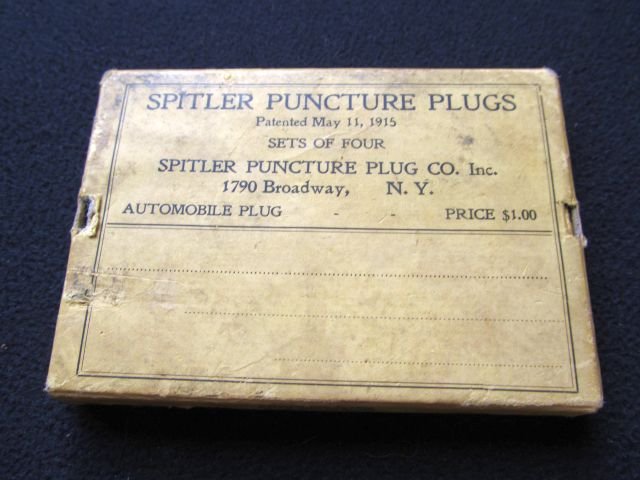 SPITLER PUNCTURE PLUGS
Patented May 11, 1915
SETS OF FOUR
SPITLER PUNCTURE PLUG CO. Inc.
1790 Broadway, N. Y.
AUTOMOBILE PLUG - - PRICE $1.00